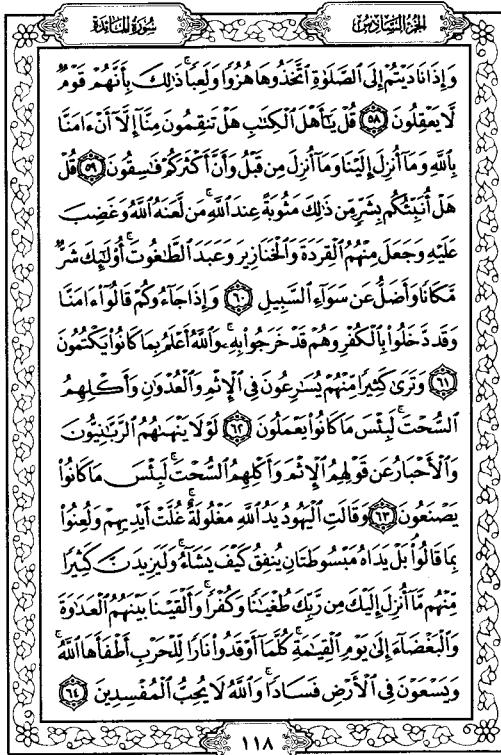 الجزء السادس
سورة المائدة
وَإِذَا نَادَيْتُمْ إِلَى ٱلصَّلَوٰةِ ٱتَّخَذُوهَا هُزُوًا وَلَعِبًا ۚ ذَٰلِكَ بِأَنَّهُمْ قَوْمٌ
لَّا يَعْقِلُونَ ٥٨ قُلْ يَٰٓأَهْلَ ٱلْكِتَٰبِ هَلْ تَنقِمُونَ مِنَّآ إِلَّآ أَنْ ءَامَنَّا
بِٱللَّهِ وَمَآ أُنزِلَ إِلَيْنَا وَمَآ أُنزِلَ مِن قَبْلُ وَأَنَّ أَكْثَرَكُمْ فَٰسِقُونَ ٥٩ قُلْ
هَلْ أُنَبِّئُكُم بِشَرٍّ مِّن ذَٰلِكَ مَثُوبَةً عِندَ ٱللَّهِ ۚ مَن لَّعَنَهُ ٱللَّهُ وَغَضِبَ
عَلَيْهِ وَجَعَلَ مِنْهُمُ ٱلْقِرَدَةَ وَٱلْخَنَازِيرَ وَعَبَدَ ٱلطَّٰغُوتَ ۚ أُو۟لَٰٓئِكَ شَرٌّ
مَّكَانًا وَأَضَلُّ عَن سَوَآءِ ٱلسَّبِيلِ ٦٠ وَإِذَا جَآءُوكُمْ قَالُوٓا۟ ءَامَنَّا
وَقَد دَّخَلُوا۟ بِٱلْكُفْرِ وَهُمْ قَدْ خَرَجُوا۟ بِهِۦ ۚ وَٱللَّهُ أَعْلَمُ بِمَا كَانُوا۟ يَكْتُمُونَ
٦١ وَتَرَىٰ كَثِيرًا مِّنْهُمْ يُسَٰرِعُونَ فِى ٱلْإِثْمِ وَٱلْعُدْوَٰنِ وَأَكْلِهِمُ
ٱلسُّحْتَ ۚ لَبِئْسَ مَا كَانُوا۟ يَعْمَلُونَ ٦٢ لَوْلَا يَنْهَىٰهُمُ ٱلرَّبَّٰنِيُّونَ
وَٱلْأَحْبَارُ عَن قَوْلِهِمُ ٱلْإِثْمَ وَأَكْلِهِمُ ٱلسُّحْتَ ۚ لَبِئْسَ مَا كَانُوا۟
يَصْنَعُونَ ٦٣ وَقَالَتِ ٱلْيَهُودُ يَدُ ٱللَّهِ مَغْلُولَةٌ ۚ غُلَّتْ أَيْدِيهِمْ وَلُعِنُوا۟
بِمَا قَالُوا۟ ۘ بَلْ يَدَاهُ مَبْسُوطَتَانِ يُنفِقُ كَيْفَ يَشَآءُ ۚ وَلَيَزِيدَنَّ كَثِيرًا
مِّنْهُم مَّآ أُنزِلَ إِلَيْكَ مِن رَّبِّكَ طُغْيَٰنًا وَكُفْرًا ۚ وَأَلْقَيْنَا بَيْنَهُمُ ٱلْعَدَٰوَةَ
وَٱلْبَغْضَآءَ إِلَىٰ يَوْمِ ٱلْقِيَٰمَةِ ۚ كُلَّمَآ أَوْقَدُوا۟ نَارًا لِّلْحَرْبِ أَطْفَأَهَا ٱللَّهُ ۚ
وَيَسْعَوْنَ فِى ٱلْأَرْضِ فَسَادًا ۚ وَٱللَّهُ لَا يُحِبُّ ٱلْمُفْسِدِينَ ٦٤
١١٨